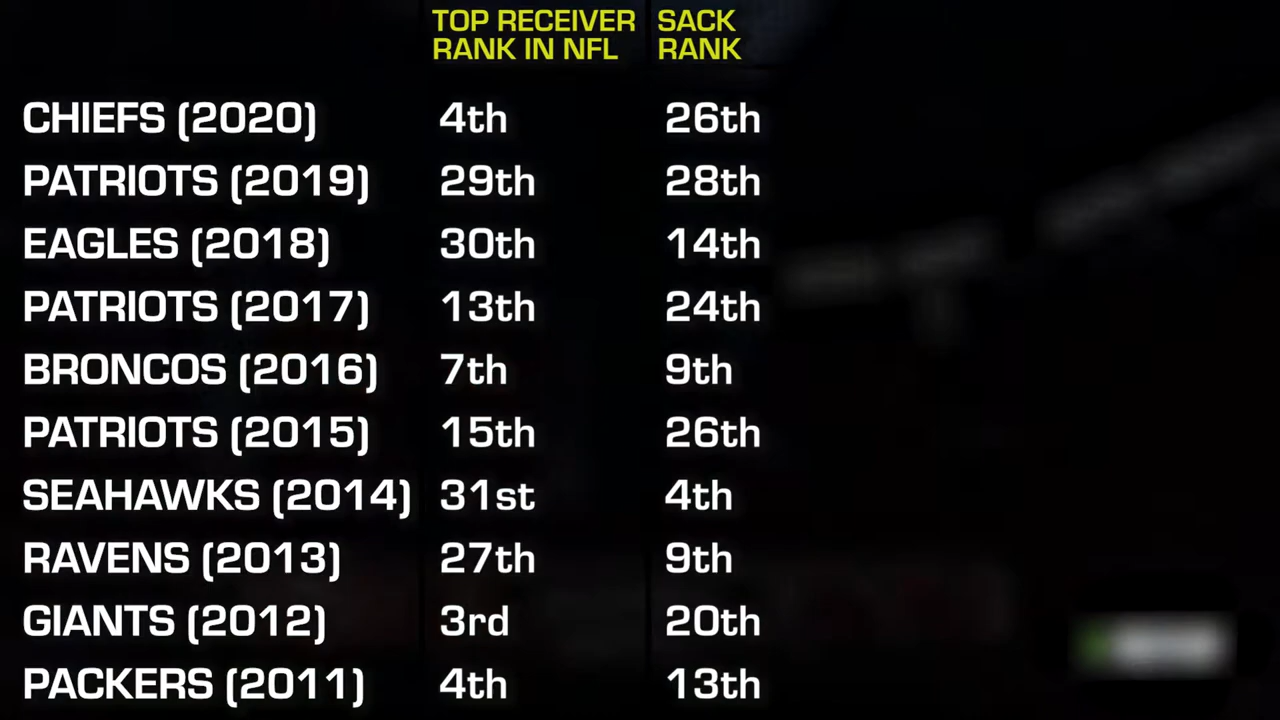 TOP RECEIVER RANK IN NFL SACK RANK
CHIEFS (2020) 4th 26th
PATRIOTS (2019) 29th 28th
EAGLES (2018) 30th 14th
PATRIOTS (2017) 13th 24th
BRONCOS (2016) 7th 9th
PATRIOTS (2015) 15th 26th
SEAHAWKS (2014) 31st 4th
RAVENS (2013) 27th 9th
GIANTS (2012) 3rd 20th
PACKERS (2011) 4th 13th